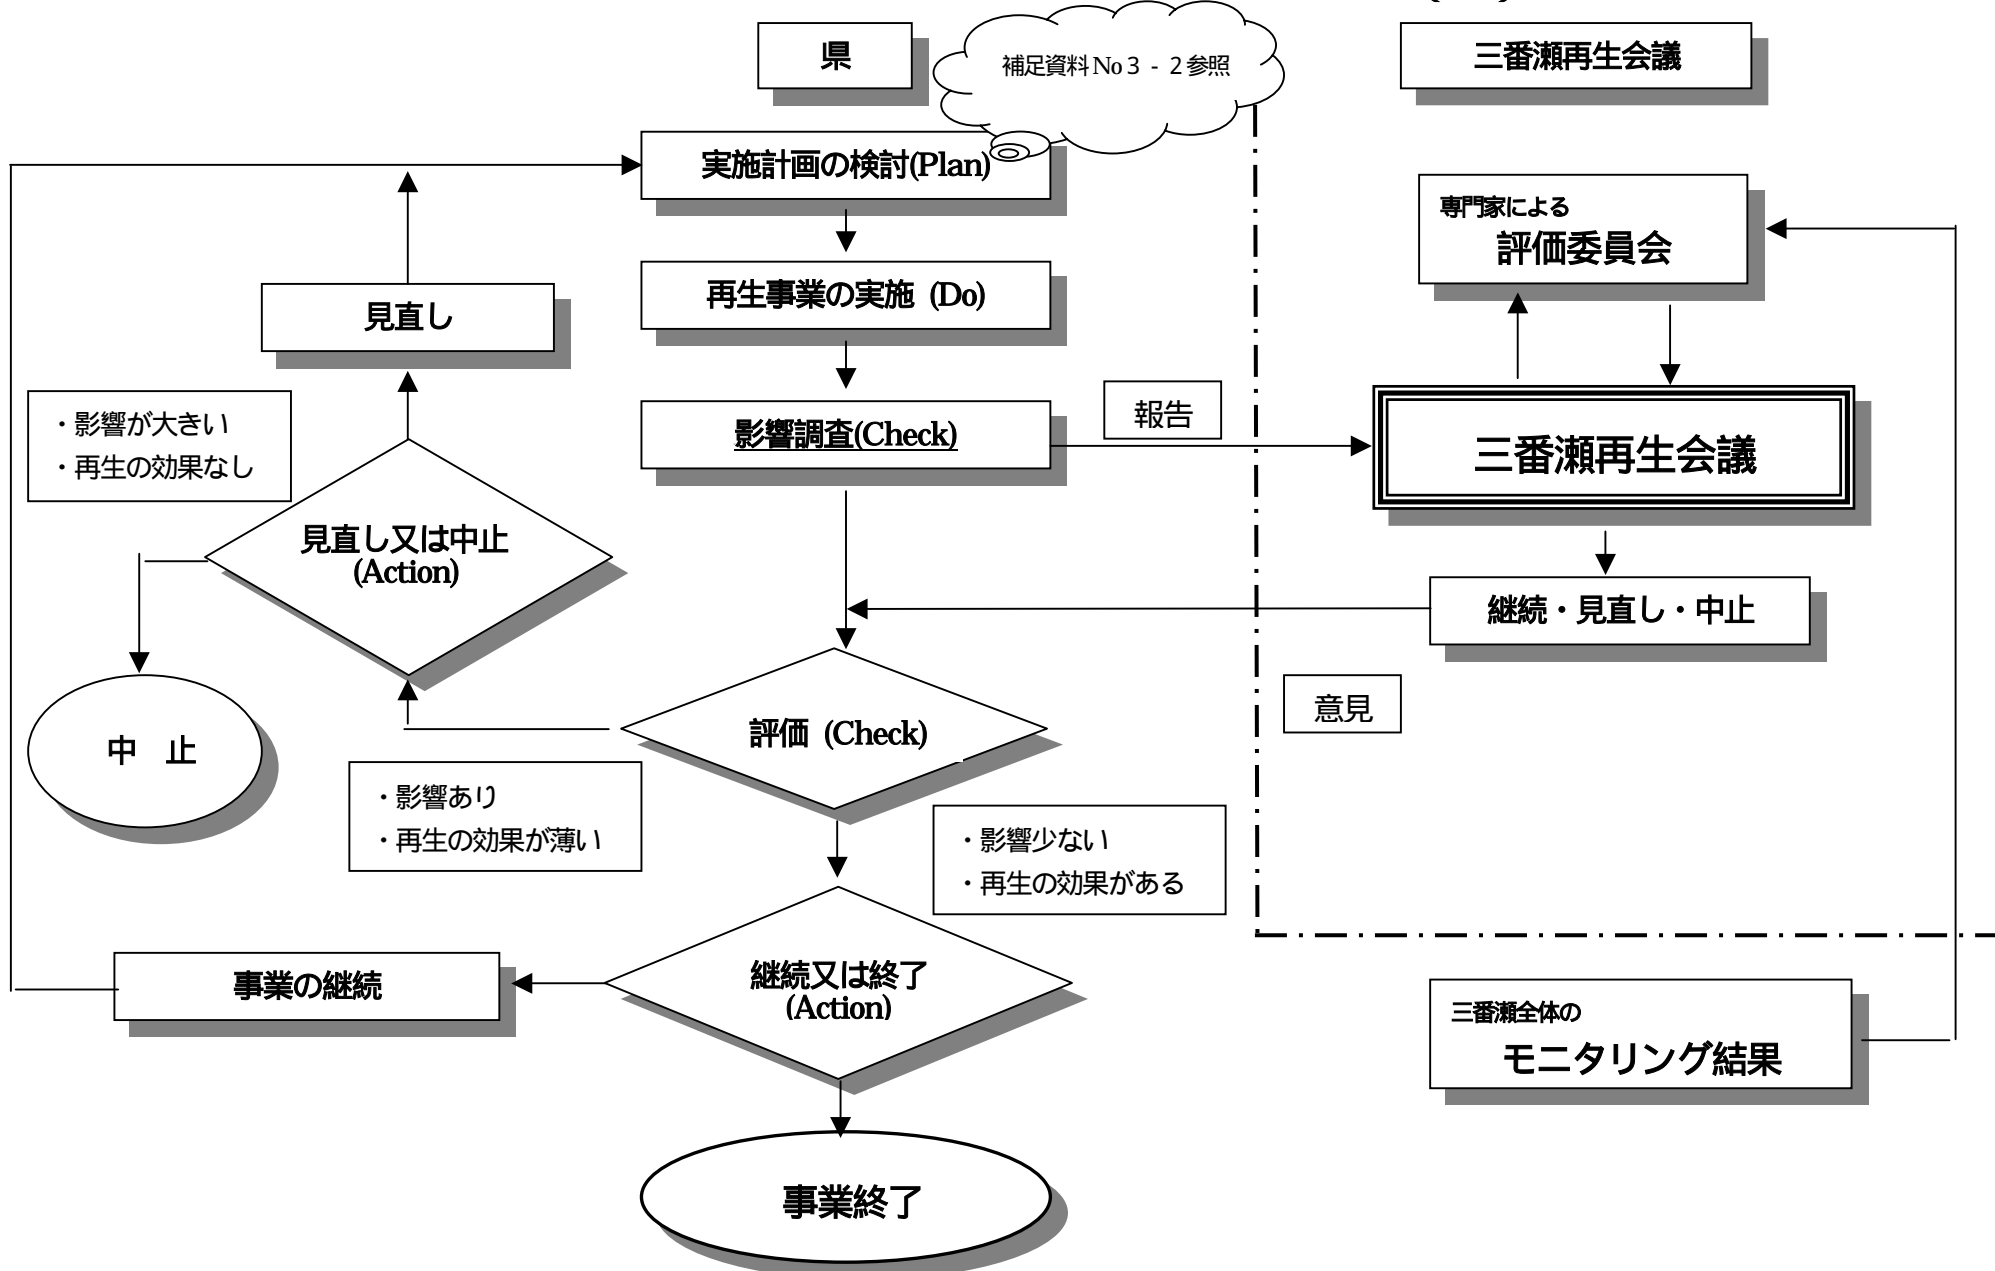 県
補足資料No3 - 2参照
三番瀬再生会議
実施計画の検討(Plan)
専門家による
評価委員会
再生事業の実施 (Do)
見直し
・影響が大きい
・再生の効果なし
影響調査(Check)
報告
三番瀬再生会議
見直し又は中止
(Action)
継続・見直し・中止
中 止
評価 (Check)
意見
・影響あり
・再生の効果が薄い
・影響少ない
・再生の効果がある
事業の継続
継続又は終了
(Action)
三番瀬全体の
モニタリング結果
事業終了